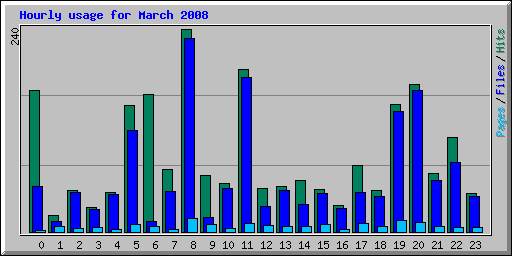 Hourly usage for March 2008
240
Pages / Files / Hits
0 1 2 3 4 5 6 7 8 9 10 11 12 13 14 15 16 17 18 19 20 21 22 23